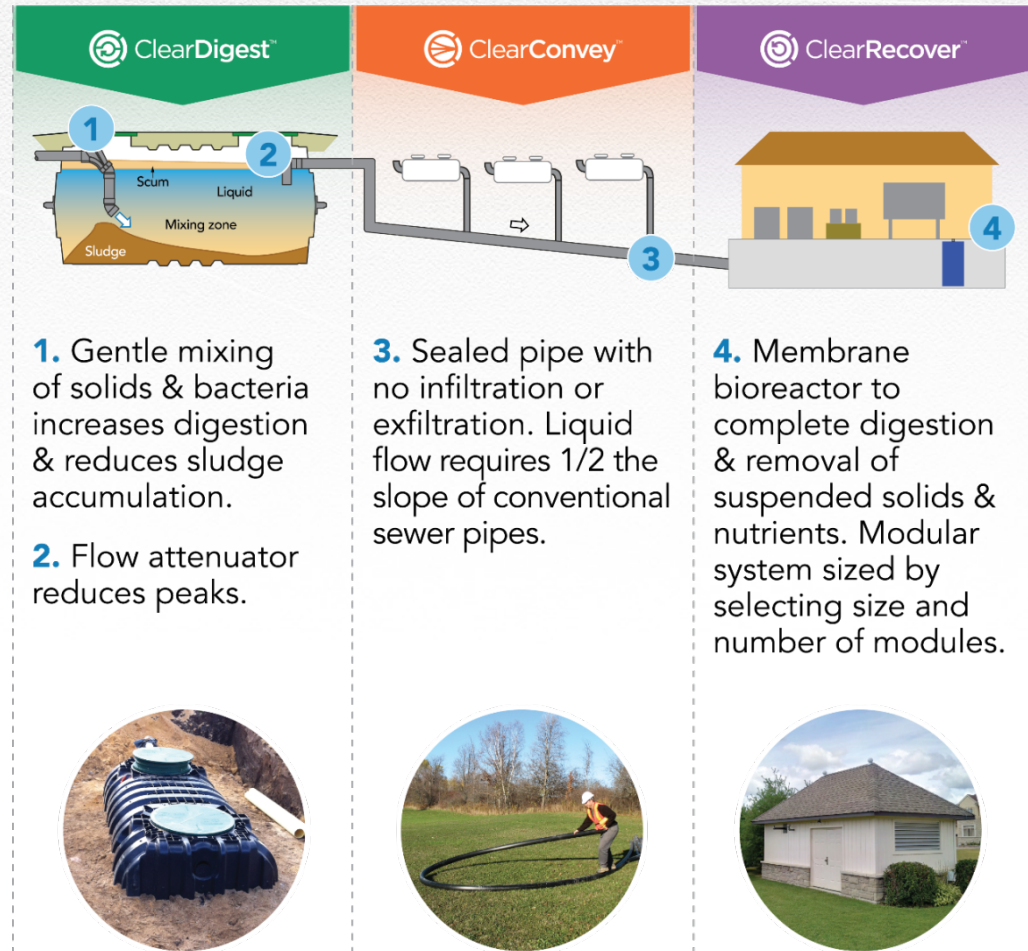 ClearDigest™
ClearConvey™
ClearRecover™
1
2
Scum
Liquid
Mixing zone
Sludge
3
4
1. Gentle mixing
of solids & bacteria
increases digestion
& reduces sludge
accumulation.
2. Flow attenuator
reduces peaks.
3. Sealed pipe with
no infiltration or
exfiltration. Liquid
flow requires 1/2 the
slope of conventional
sewer pipes.
4. Membrane
bioreactor to
complete digestion
& removal of
suspended solids &
nutrients. Modular
system sized by
selecting size and
number of modules.